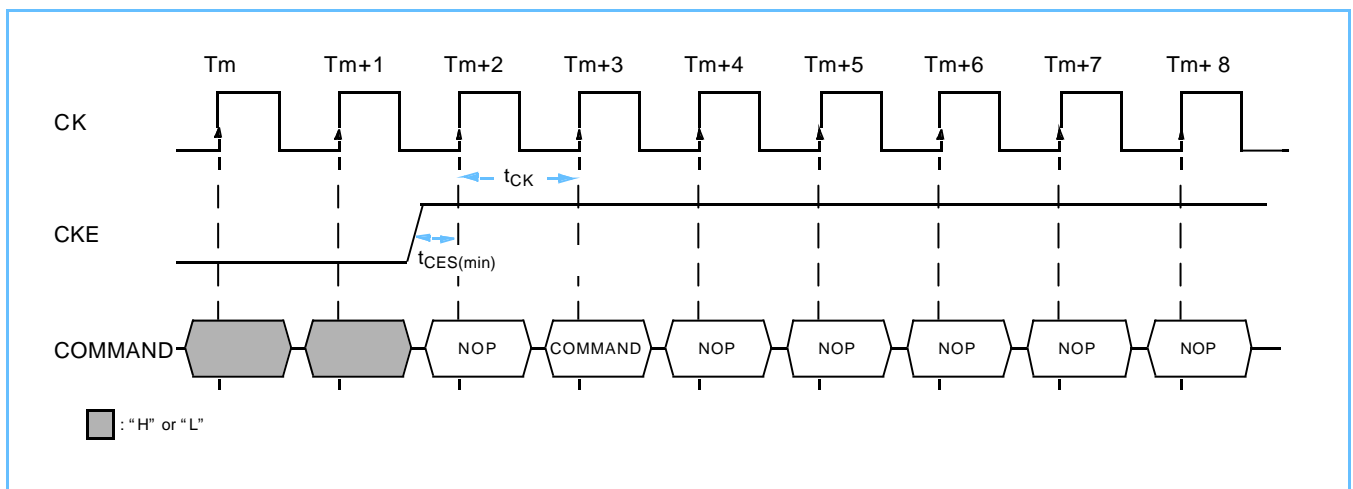 Tm Tm+1 Tm+2 Tm+3 Tm+4 Tm+5 Tm+6 Tm+7 Tm+ 8
CK
tCK
CKE
tCES(min)
COMMAND NOP COMMAND NOP NOP NOP NOP NOP
: “H” or “L”